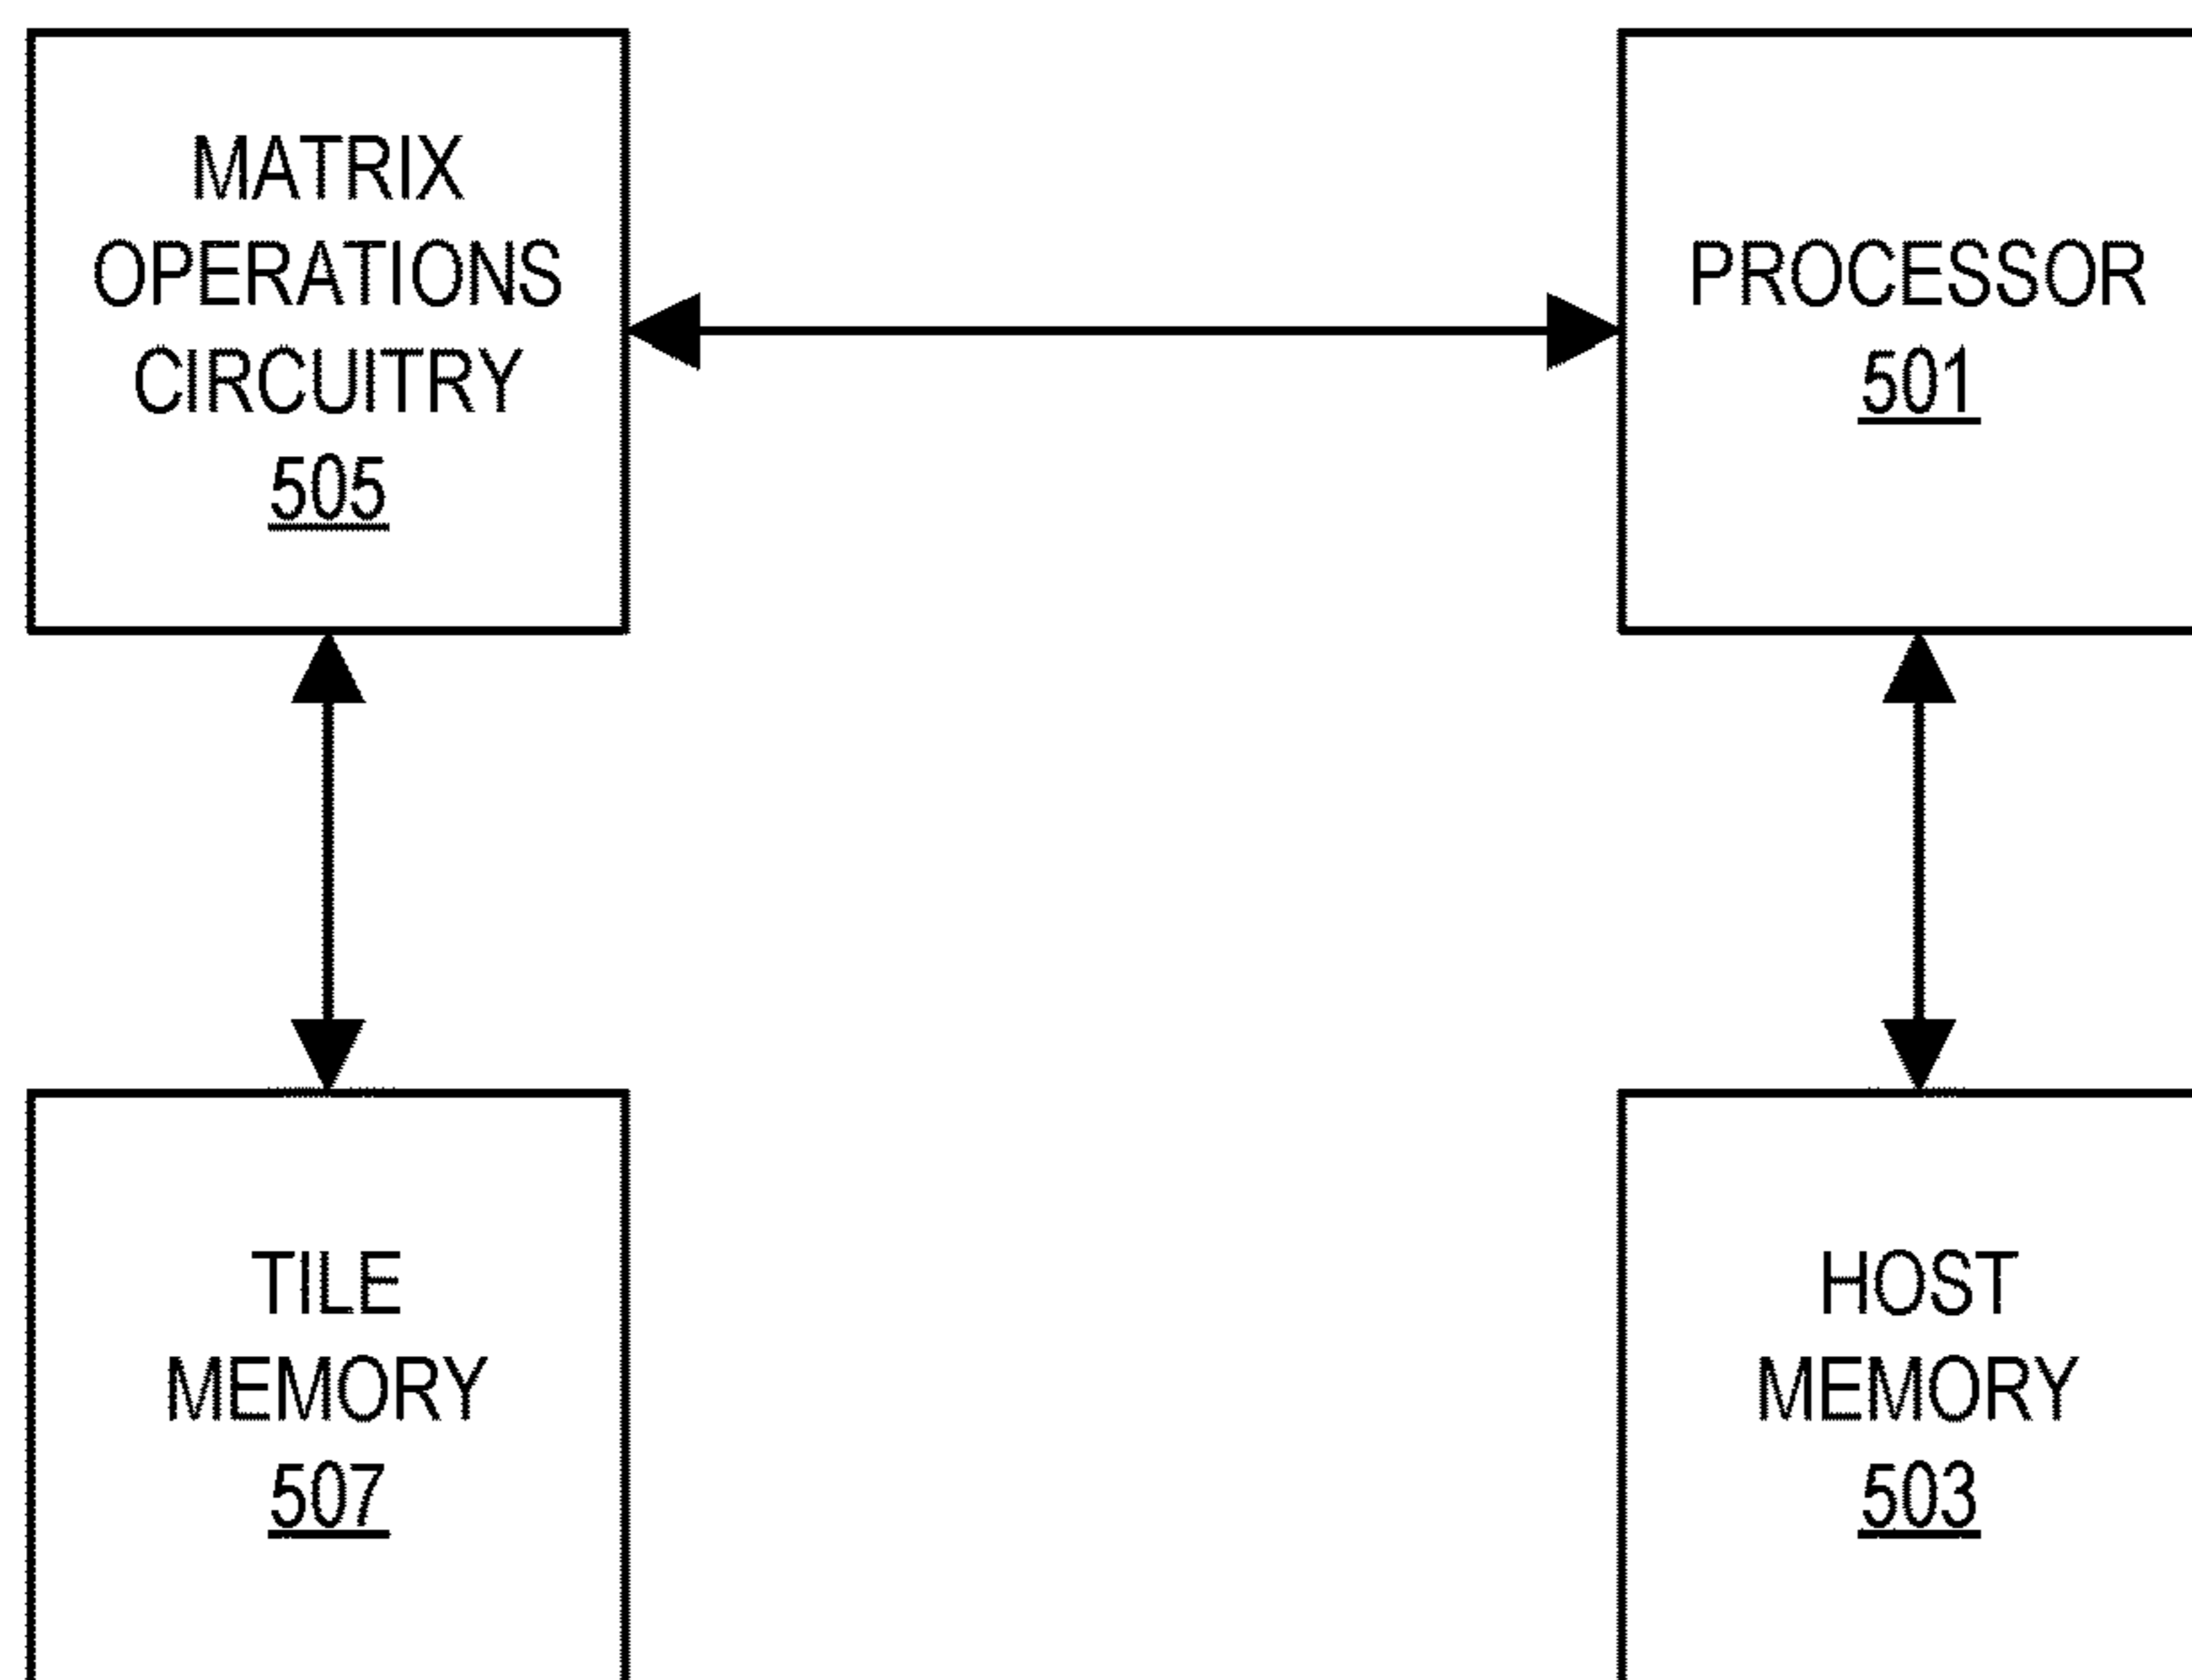 MATRIX
OPERATIONS
CIRCUITRY
505
PROCESSOR
501
TILE
MEMORY
507
HOST
MEMORY
503